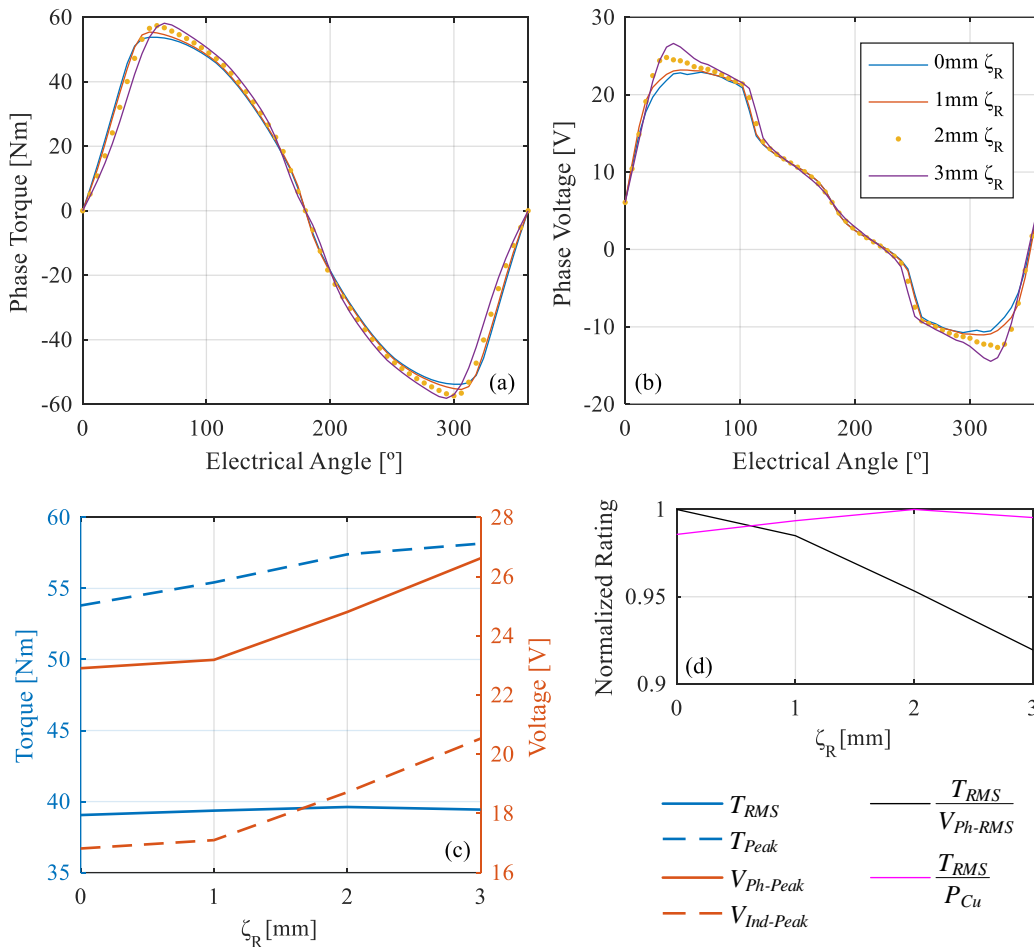 60
40
20
0
-20
-40
-60
Phase Torque [Nm]
0
100
200
300
Electrical Angle [º]
(a)
30
20
10
0
-10
-20
Phase Voltage [V]
0
100
200
300
Electrical Angle [º]
(b)
0mm ζR
1mm ζR
2mm ζR
3mm ζR
60
55
50
45
40
35
Torque [Nm]
28
26
24
22
20
18
16
Voltage [V]
0
1
2
3
ζR [mm]
(c)
1
0.95
0.9
Normalized Rating
(d)
0
1
2
3
ζR [mm]
TRMS
TPeak
VPh-Peak
VInd-Peak
TRMS
VPh-RMS
TRMS
PCu